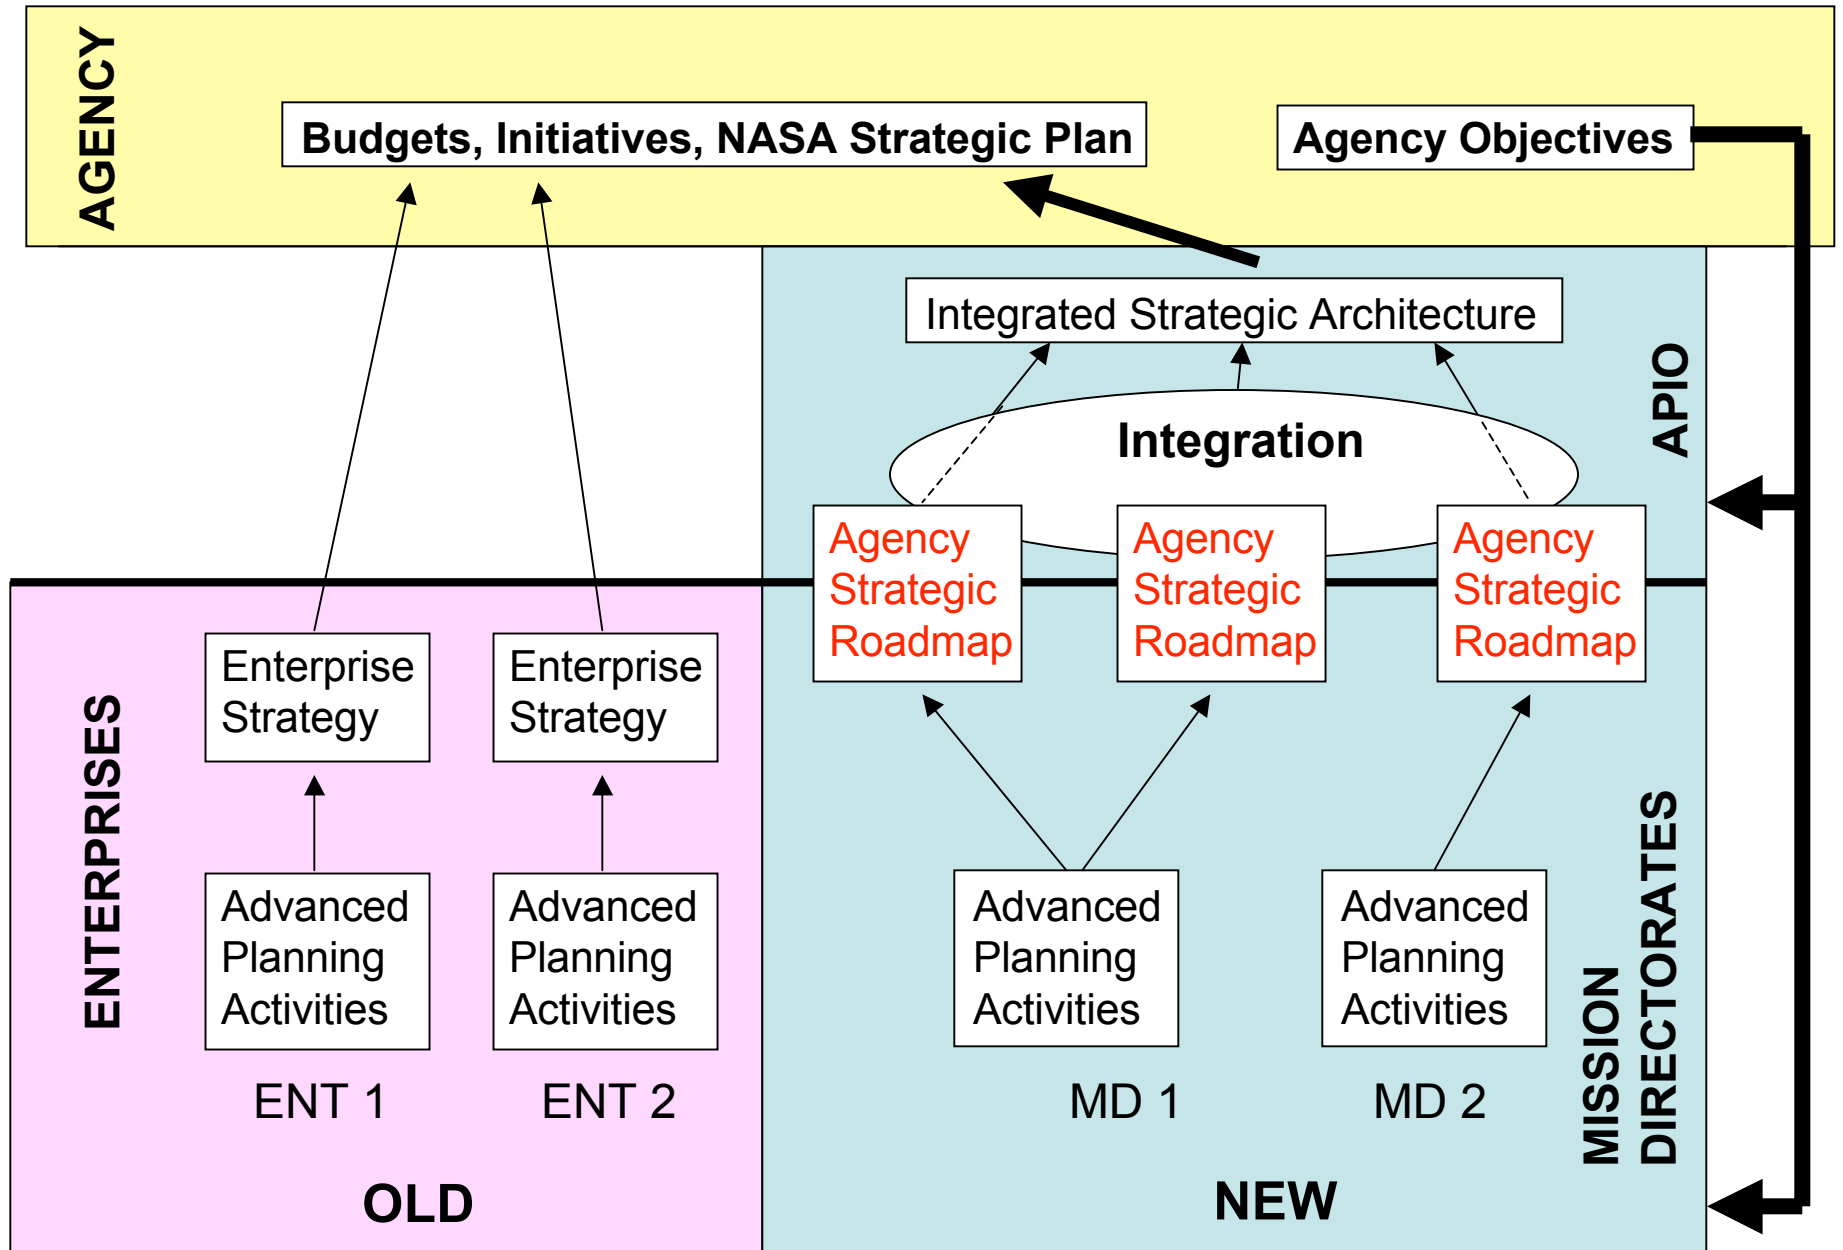 AGENCY
Budgets, Initiatives, NASA Strategic Plan
Agency Objectives
Integrated Strategic Architecture
APIO
Integration
Agency
Strategic
Roadmap
Agency
Strategic
Roadmap
Agency
Strategic
Roadmap
ENTERPRISES
Enterprise
Strategy
Enterprise
Strategy
Advanced
Planning
Activities
Advanced
Planning
Activities
Advanced
Planning
Activities
Advanced
Planning
Activities
MISSION
DIRECTORATES
ENT 1
ENT 2
MD 1
MD 2
OLD
NEW